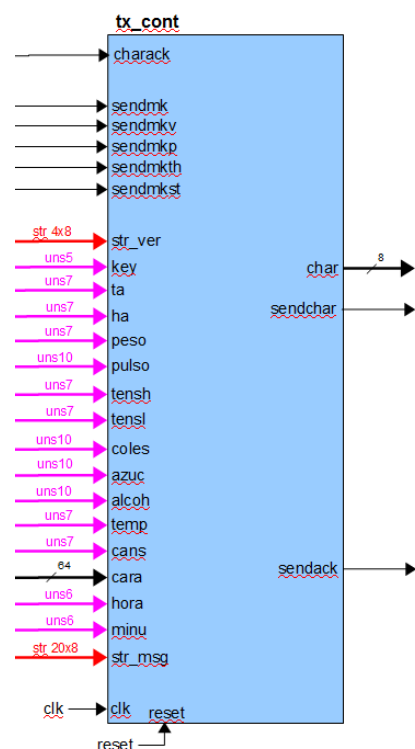 tx_cont
charack
sendmk
sendmkv
sendmkp
sendmkth
sendmkst
str 4x8 str_ver
uns5 key
uns7 ta
uns7 ha
uns7 peso
uns10 pulso
uns7 tensh
uns7 tensl
uns10 coles
uns10 azuc
uns10 alcoh
uns7 temp
uns7 cans
64 cara
uns6 hora
uns6 minu
str 20x8 str_msg
clk clk
reset
reset
char 8
sendchar
sendack